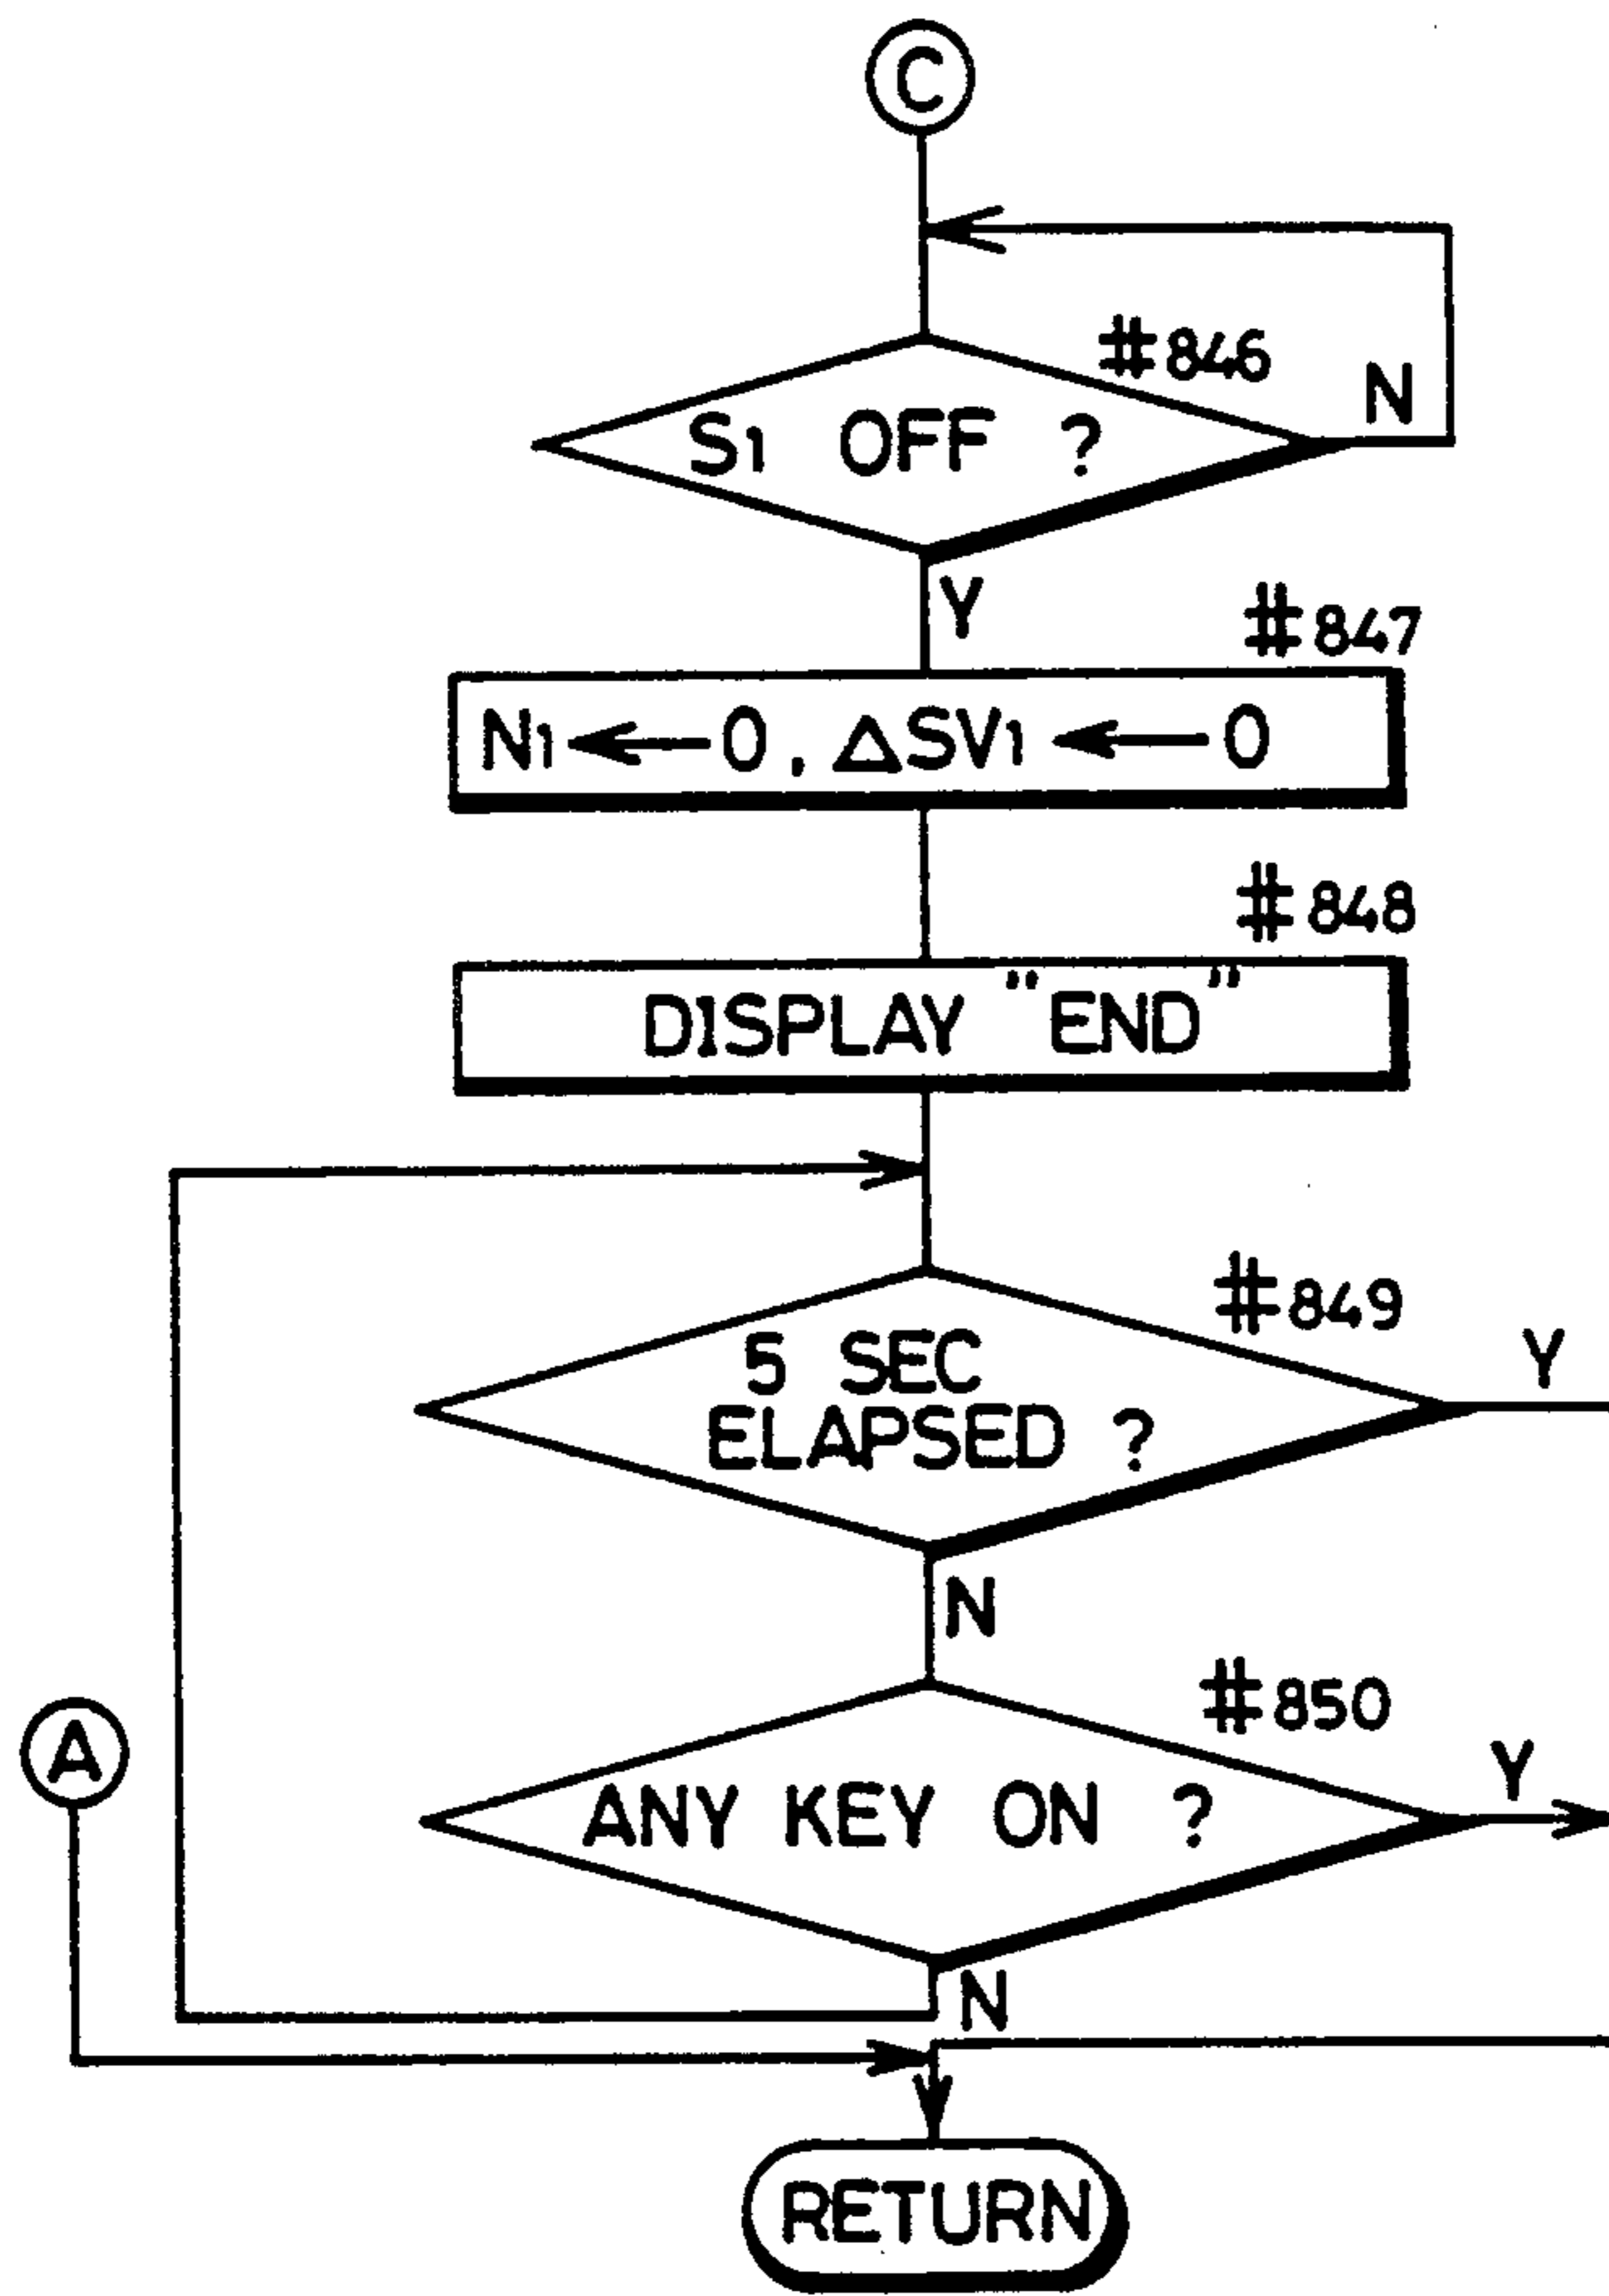 C
#846
S1 OFF ?
N
Y
#847
N1 ← 0, ΔSV1 ← 0
#848
DISPLAY "END"
#849
5 SEC
ELAPSED ?
Y
N
#850
A
ANY KEY ON ?
Y
N
RETURN